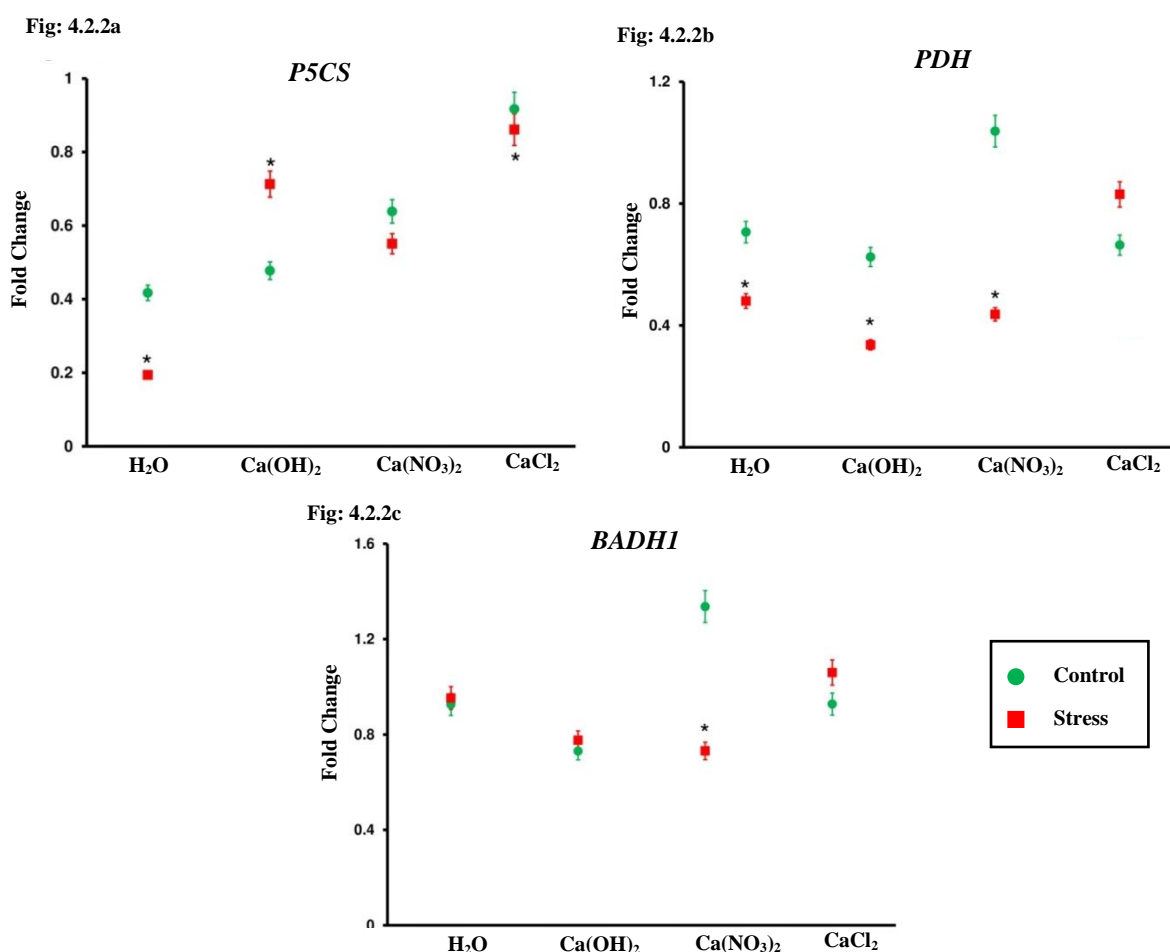 Fig: 4.2.2a
P5CS
Fold Change
1
0.8
0.6
0.4
0.2
0
*
*
*
H₂O Ca(OH)₂ Ca(NO₃)₂ CaCl₂
Fig: 4.2.2b
PDH
Fold Change
1.2
0.8
0.4
0
*
*
*
H₂O Ca(OH)₂ Ca(NO₃)₂ CaCl₂
Fig: 4.2.2c
BADH1
Fold Change
1.6
1.2
0.8
0.4
0
*
H₂O Ca(OH)₂ Ca(NO₃)₂ CaCl₂
Control
Stress